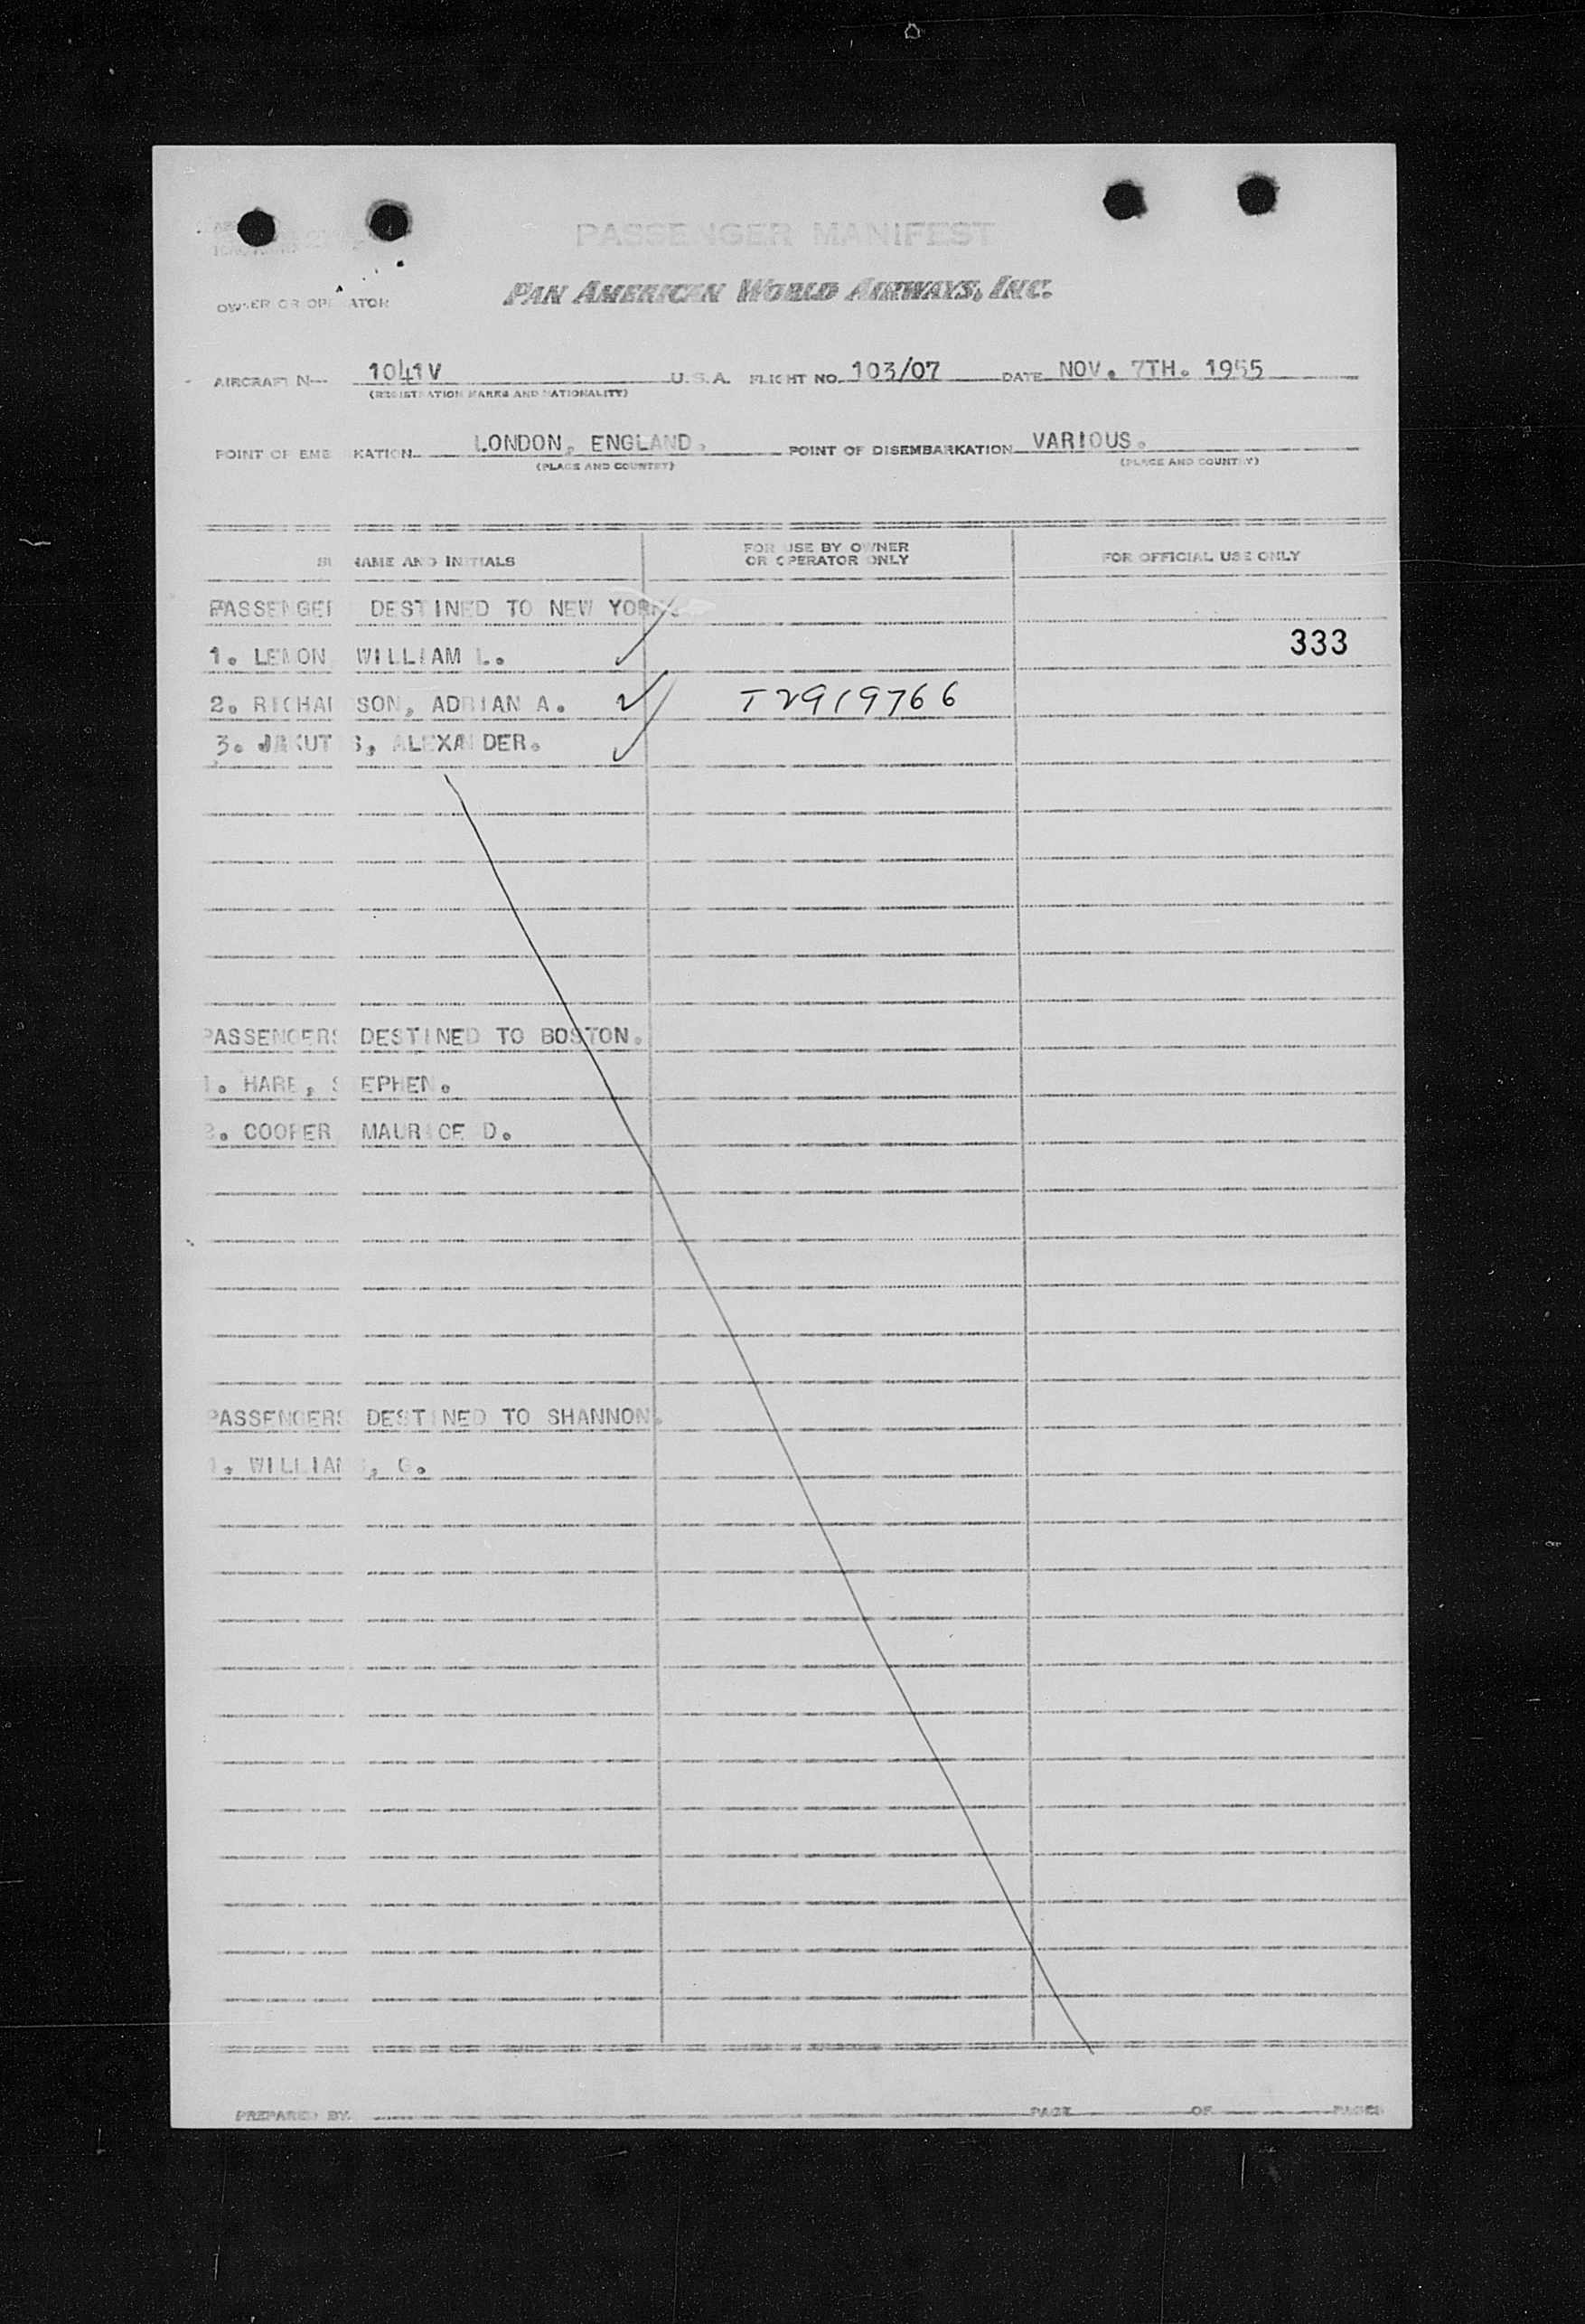 PASSENGER MANIFEST
OWNER OR OPERATOR PAN AMERICAN WORLD AIRWAYS, INC.
AIRCRAFT N— 1041V U.S.A. FLIGHT NO. 103/07 DATE NOV. 7TH. 1955
(REGISTRATION MARKS AND NATIONALITY)
POINT OF EMBARKATION LONDON, ENGLAND. POINT OF DISEMBARKATION VARIOUS.
(PLACE AND COUNTRY) (PLACE AND COUNTRY)
SURNAME AND INITIALS FOR USE BY OWNER OR OPERATOR ONLY FOR OFFICIAL USE ONLY
PASSENGERS DESTINED TO NEW YORK.
1. LEMON, WILLIAM L. 333
2. RICHARDSON, ADRIAN A. T2919766
3. ALEXANDER.
PASSENGERS DESTINED TO BOSTON.
1. HARE, STEPHEN.
2. COOPER, MAURICE D.
PASSENGERS DESTINED TO SHANNON.
1. WILLIAMS, G.
PREPARED BY PAGE OF PAGES